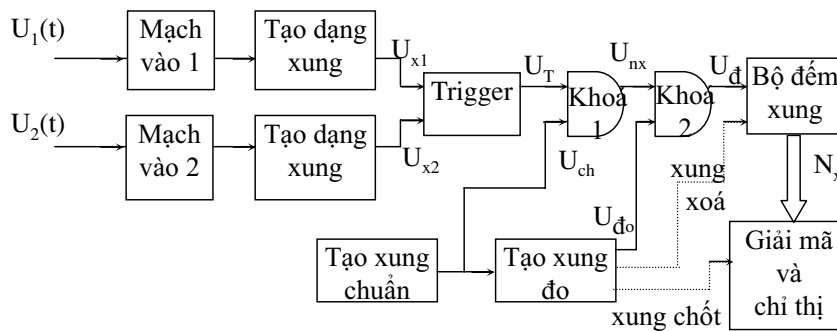 U1(t)
Mạch
vào 1
Tạo dạng
xung
Ux1
UT
Unx
Uđ
Trigger
Khoá
1
Khoá
2
Bộ đếm
xung
U2(t)
Mạch
vào 2
Tạo dạng
xung
Ux2
Uch
xung
xoá
Nx
Uđo
Tạo xung
chuẩn
Tạo xung
đo
xung chốt
Giải mã
và
chỉ thị